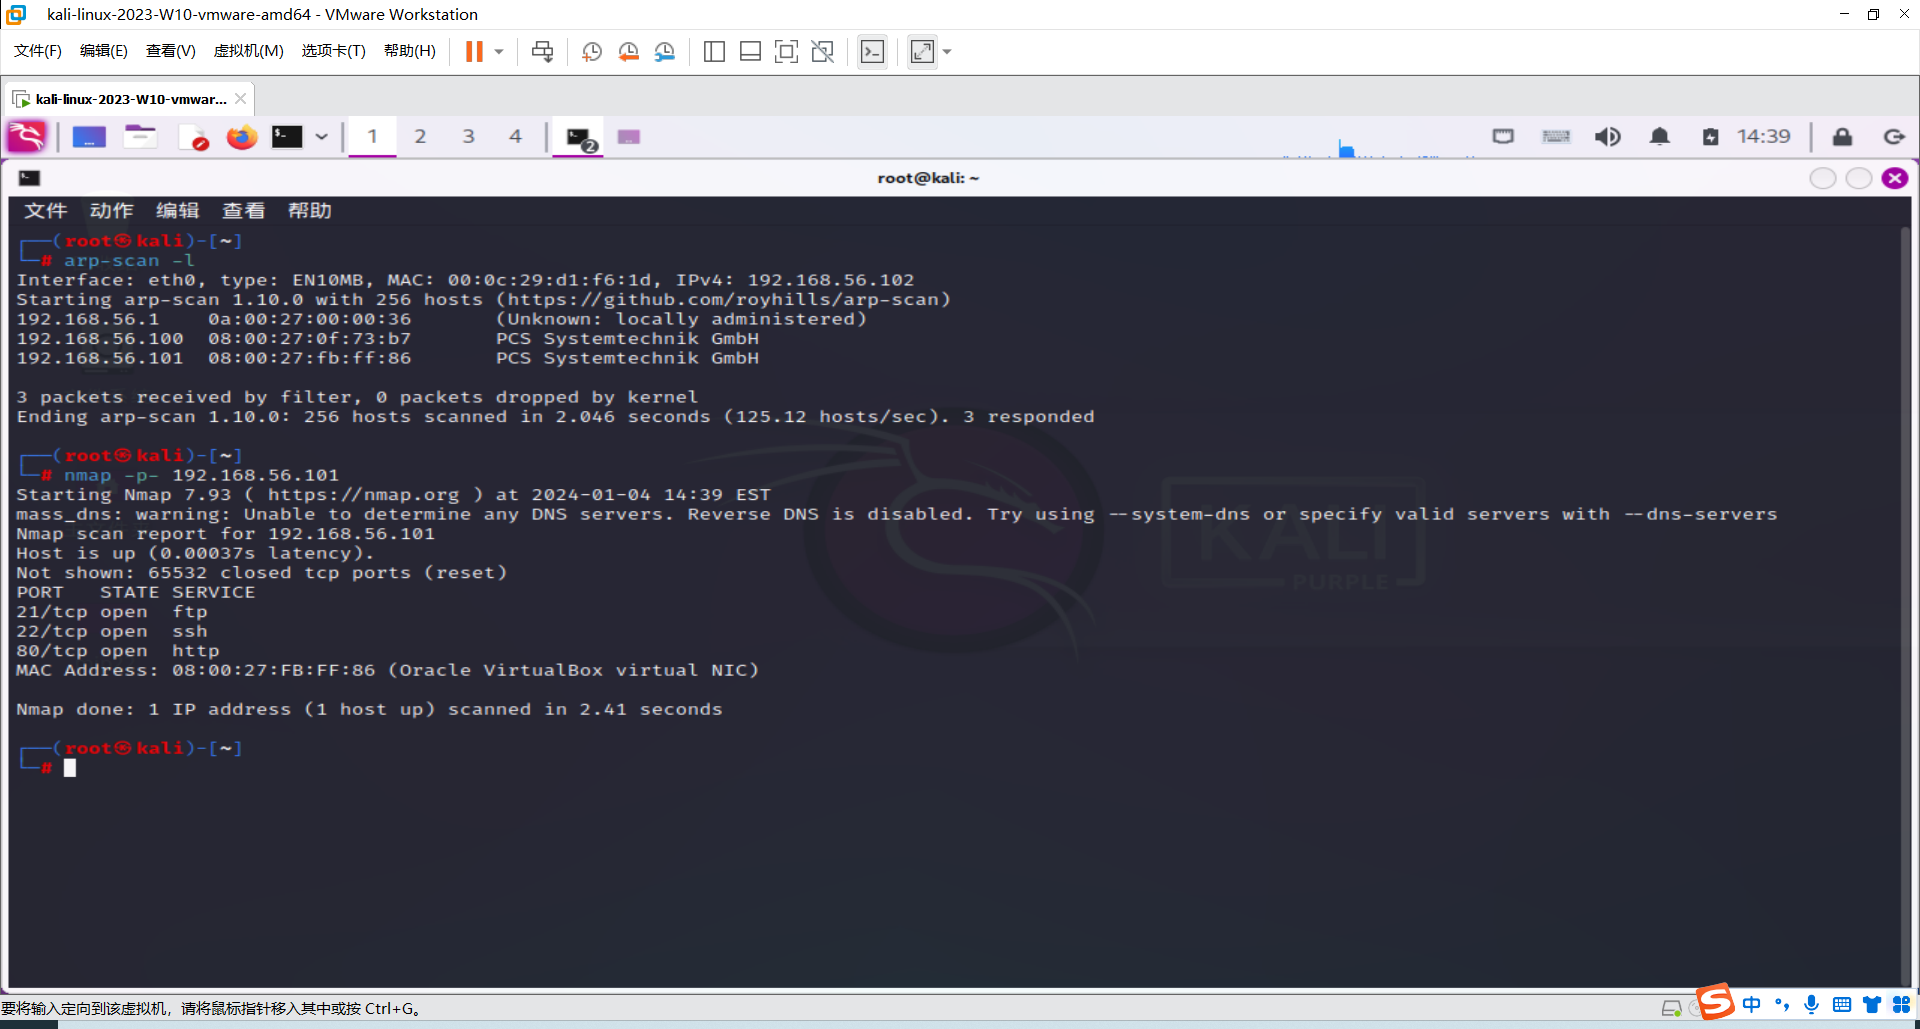 kali-linux-2023-W10-vmware-amd64 - VMware Workstation
文件(F) 编辑(E) 查看(V) 虚拟机(M) 选项卡(T) 帮助(H)
kali-linux-2023-W10-vmwar...
1 2 3 4 2 14:39
root@kali: ~
文件 动作 编辑 查看 帮助
┌──(root㉿kali)-[~]
└─# arp-scan -l
Interface: eth0, type: EN10MB, MAC: 00:0c:29:d1:f6:1d, IPv4: 192.168.56.102
Starting arp-scan 1.10.0 with 256 hosts (https://github.com/royhills/arp-scan)
192.168.56.1    0a:00:27:00:00:36       (Unknown: locally administered)
192.168.56.100  08:00:27:0f:73:b7       PCS Systemtechnik GmbH
192.168.56.101  08:00:27:fb:ff:86       PCS Systemtechnik GmbH
3 packets received by filter, 0 packets dropped by kernel
Ending arp-scan 1.10.0: 256 hosts scanned in 2.046 seconds (125.12 hosts/sec). 3 responded
┌──(root㉿kali)-[~]
└─# nmap -p- 192.168.56.101
Starting Nmap 7.93 ( https://nmap.org ) at 2024-01-04 14:39 EST
mass_dns: warning: Unable to determine any DNS servers. Reverse DNS is disabled. Try using --system-dns or specify valid servers with --dns-servers
Nmap scan report for 192.168.56.101
Host is up (0.00037s latency).
Not shown: 65532 closed tcp ports (reset)
PORT   STATE SERVICE
21/tcp open  ftp
22/tcp open  ssh
80/tcp open  http
MAC Address: 08:00:27:FB:FF:86 (Oracle VirtualBox virtual NIC)
Nmap done: 1 IP address (1 host up) scanned in 2.41 seconds
┌──(root㉿kali)-[~]
└─#
KALI
PURPLE
要将输入定向到该虚拟机，请将鼠标指针移入其中或按 Ctrl+G。
S 中